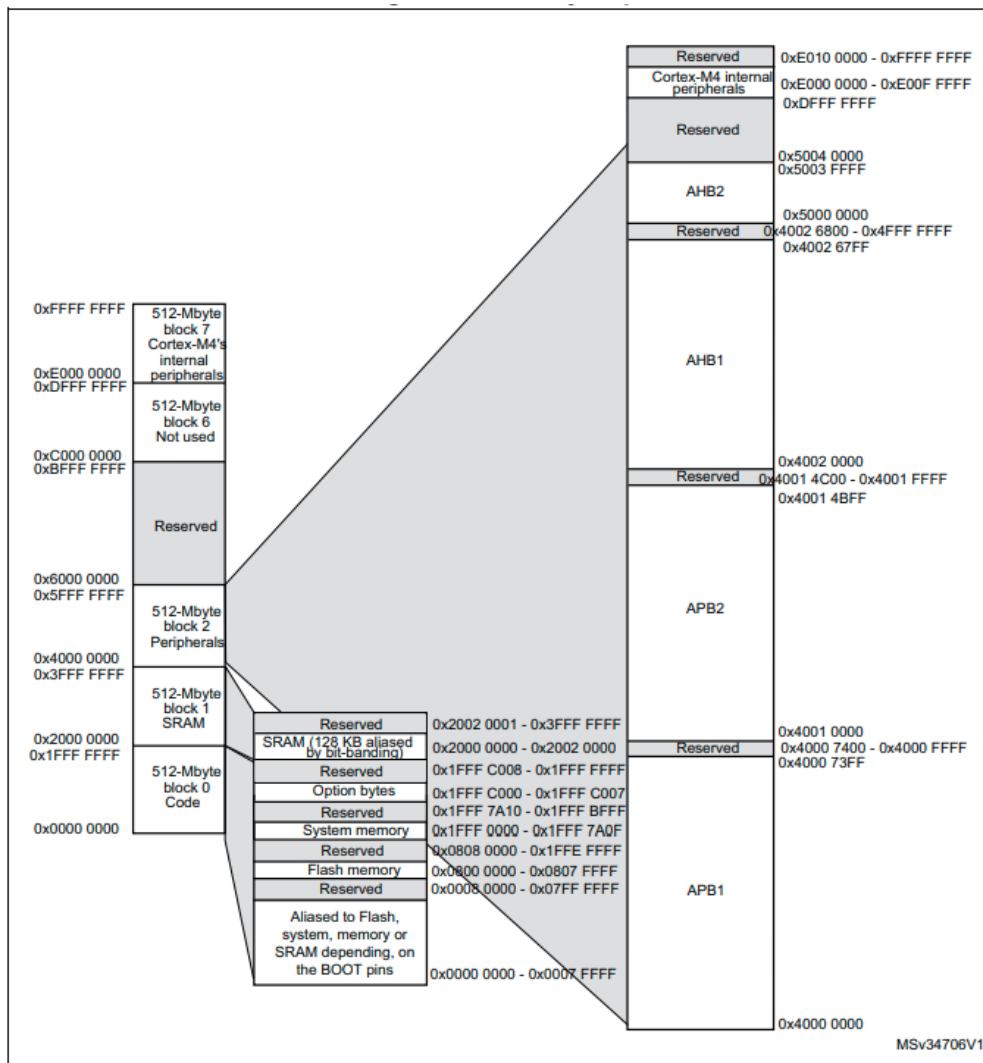 Reserved
0xE010 0000 - 0xFFFF FFFF
Cortex-M4 internal
peripherals
0xE000 0000 - 0xE00F FFFF
0xDFFF FFFF
Reserved
0x5004 0000
0x5003 FFFF
AHB2
0x5000 0000
Reserved
0x4002 6800 - 0x4FFF FFFF
0x4002 67FF
AHB1
0x4002 0000
Reserved
0x4001 4C00 - 0x4001 FFFF
0x4001 4BFF
APB2
0x4001 0000
Reserved
0x4000 7400 - 0x4000 FFFF
0x4000 73FF
APB1
0x4000 0000
0xFFFF FFFF
512-Mbyte
block 7
Cortex-M4's
internal
peripherals
0xE000 0000
0xDFFF FFFF
512-Mbyte
block 6
Not used
0xC000 0000
0xBFFF FFFF
Reserved
0x6000 0000
0x5FFF FFFF
512-Mbyte
block 2
Peripherals
0x4000 0000
0x3FFF FFFF
512-Mbyte
block 1
SRAM
0x2000 0000
0x1FFF FFFF
512-Mbyte
block 0
Code
0x0000 0000
Reserved
0x2002 0001 - 0x3FFF FFFF
SRAM (128 KB aliased
by bit-banding)
0x2000 0000 - 0x2002 0000
Reserved
0x1FFF C008 - 0x1FFF FFFF
Option bytes
0x1FFF C000 - 0x1FFF C007
Reserved
0x1FFF 7A10 - 0x1FFF BFFF
System memory
0x1FFF 0000 - 0x1FFF 7A0F
Reserved
0x0808 0000 - 0x1FFE FFFF
Flash memory
0x0800 0000 - 0x0807 FFFF
Reserved
0x0008 0000 - 0x07FF FFFF
Aliased to Flash,
system, memory or
SRAM depending, on
the BOOT pins
0x0000 0000 - 0x0007 FFFF
MSv34706V1